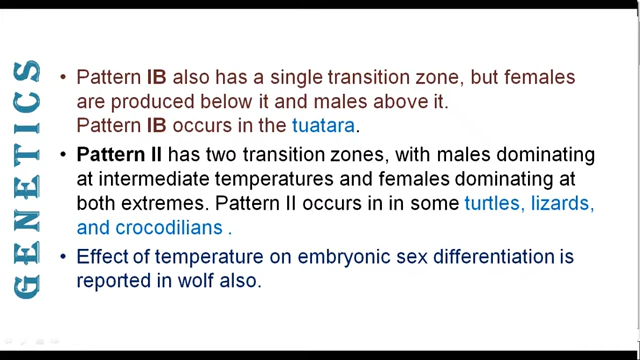 GENETICS
• Pattern IB also has a single transition zone, but females
are produced below it and males above it.
Pattern IB occurs in the tuatara.
• Pattern II has two transition zones, with males dominating
at intermediate temperatures and females dominating at
both extremes. Pattern II occurs in in some turtles, lizards,
and crocodilians .
• Effect of temperature on embryonic sex differentiation is
reported in wolf also.